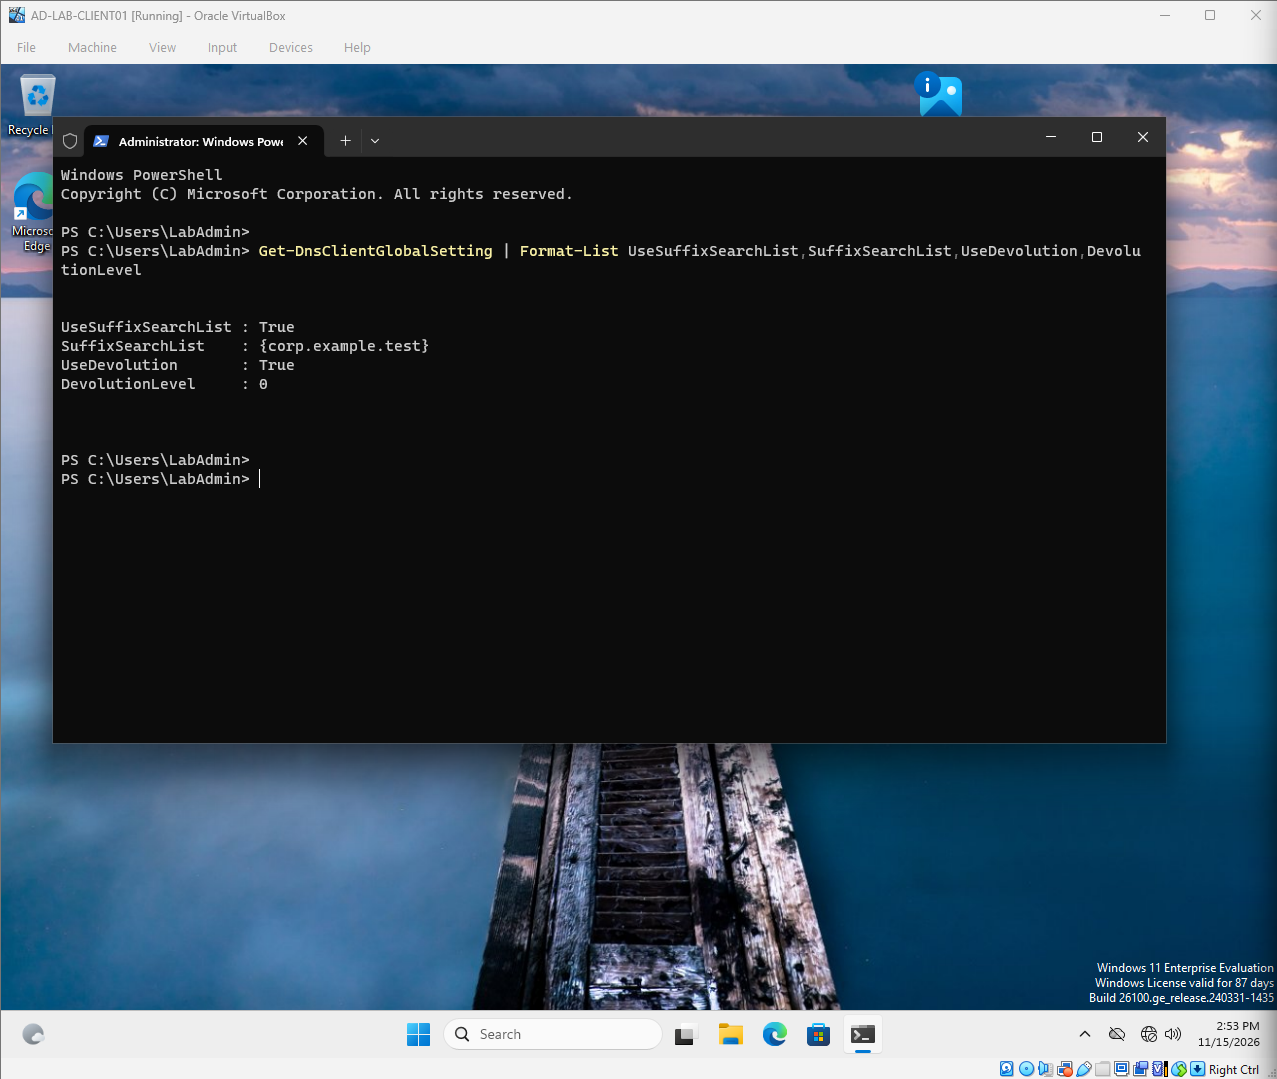 AD-LAB-CLIENT01 [Running] - Oracle VirtualBox
File Machine View Input Devices Help
Recycle
Administrator: Windows Powe
Microso
Edge
Windows PowerShell
Copyright (C) Microsoft Corporation. All rights reserved.
PS C:\Users\LabAdmin>
PS C:\Users\LabAdmin> Get-DnsClientGlobalSetting | Format-List UseSuffixSearchList,SuffixSearchList,UseDevolution,Devolu
tionLevel
UseSuffixSearchList : True
SuffixSearchList : {corp.example.test}
UseDevolution : True
DevolutionLevel : 0
PS C:\Users\LabAdmin>
PS C:\Users\LabAdmin>
Windows 11 Enterprise Evaluation
Windows License valid for 87 days
Build 26100.ge_release.240331-1435
Search
2:53 PM
11/15/2026
Right Ctrl